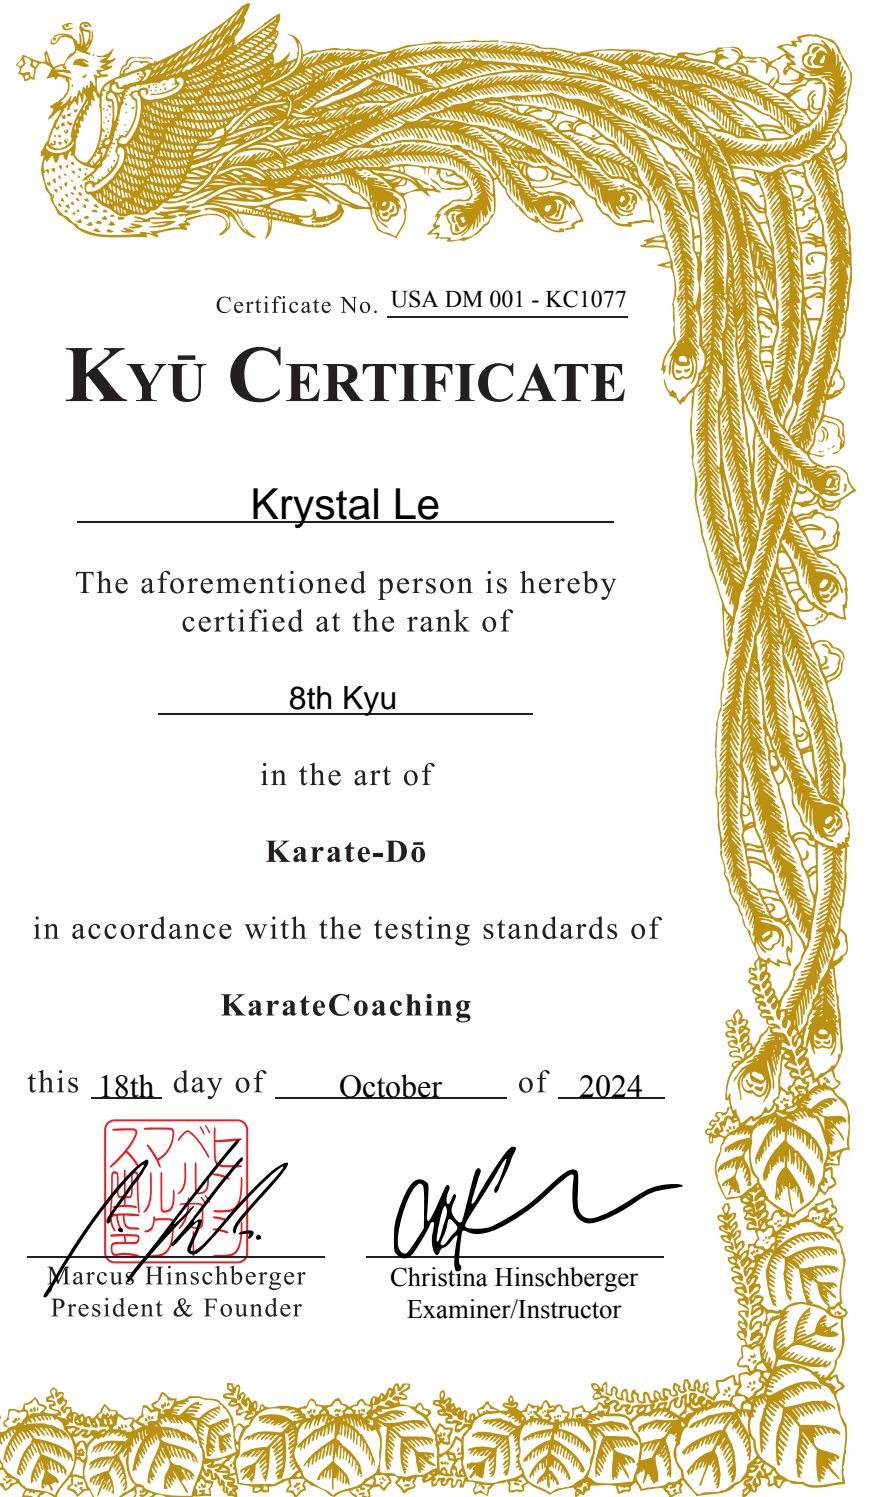 Certificate No. USA DM 001 - KC1077
KYŪ CERTIFICATE
Krystal Le
The aforementioned person is hereby
certified at the rank of
8th Kyu
in the art of
Karate-Dō
in accordance with the testing standards of
KarateCoaching
this 18th day of October of 2024
Marcus Hinschberger
President & Founder
Christina Hinschberger
Examiner/Instructor